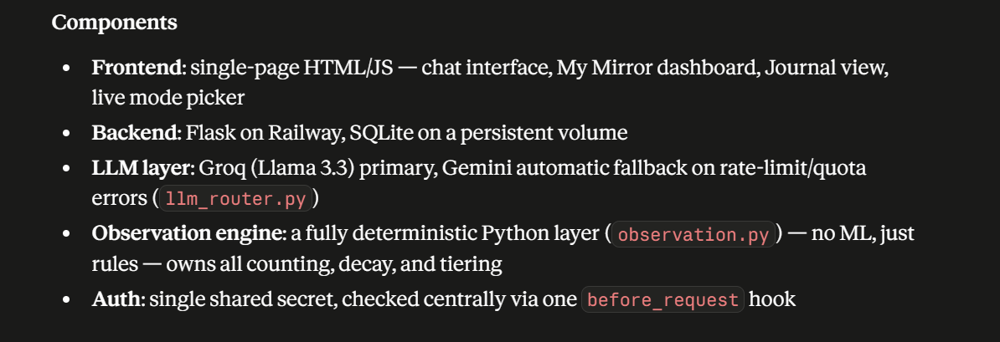 Components
• Frontend: single-page HTML/JS — chat interface, My Mirror dashboard, Journal view,
live mode picker
• Backend: Flask on Railway, SQLite on a persistent volume
• LLM layer: Groq (Llama 3.3) primary, Gemini automatic fallback on rate-limit/quota
errors (llm_router.py)
• Observation engine: a fully deterministic Python layer (observation.py) — no ML, just
rules — owns all counting, decay, and tiering
• Auth: single shared secret, checked centrally via one before_request hook